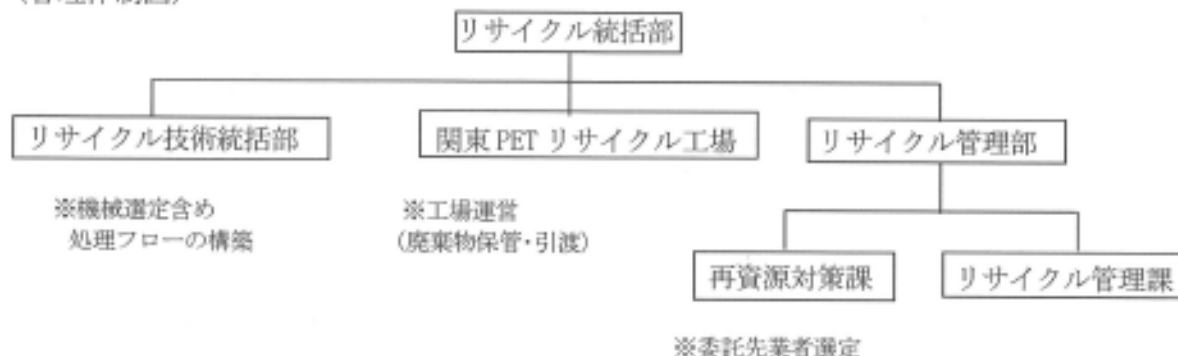 リサイクル統括部
リサイクル技術統括部
関東PETリサイクル工場
リサイクル管理部
※機械選定含め
処理フローの構築
※工場運営
(廃棄物保管・引渡)
再資源対策課
リサイクル管理課
※委託先業者選定